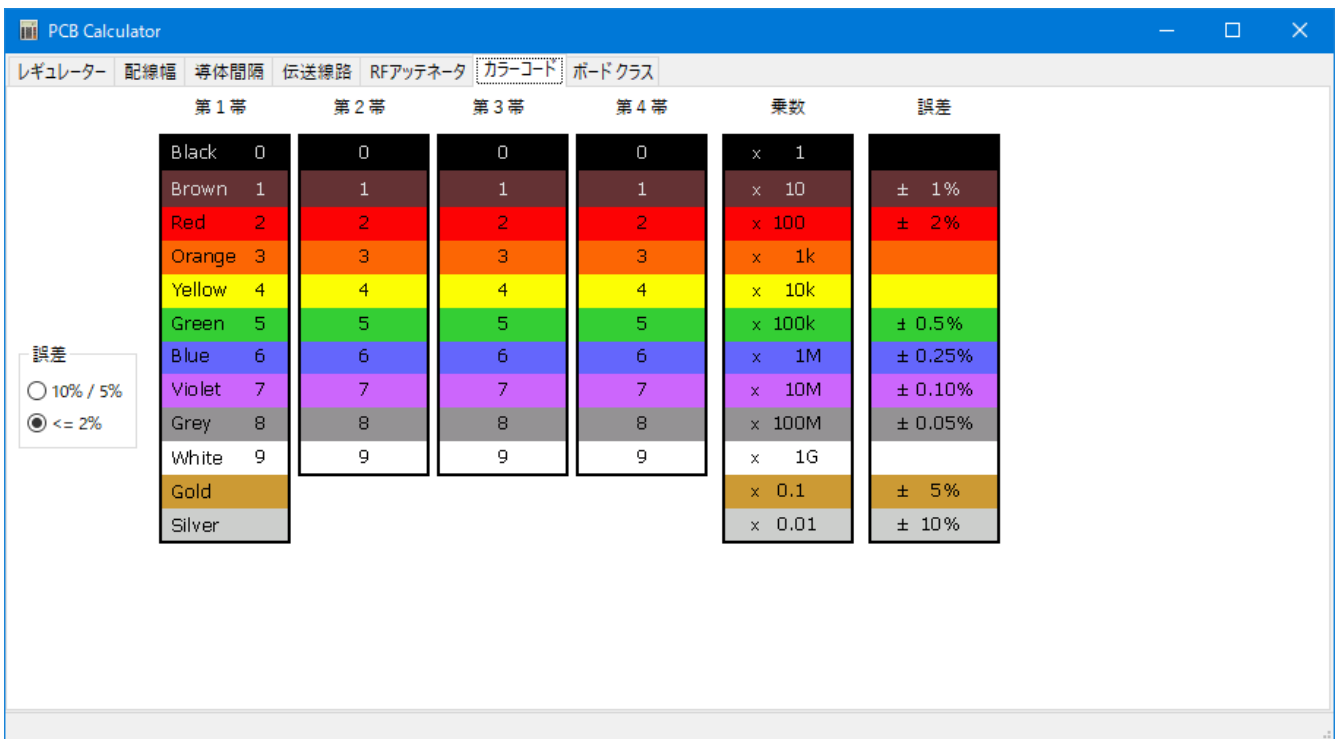 PCB Calculator
レギュレーター 配線幅 導体間隔 伝送線路 RFアッテネータ カラーコード ボードクラス
第1帯 第2帯 第3帯 第4帯 乗数 誤差
Black 0 0 0 0 x 1
Brown 1 1 1 1 x 10 ± 1%
Red 2 2 2 2 x 100 ± 2%
Orange 3 3 3 3 x 1k
Yellow 4 4 4 4 x 10k
Green 5 5 5 5 x 100k ± 0.5%
誤差 Blue 6 6 6 6 x 1M ± 0.25%
10% / 5% Violet 7 7 7 7 x 10M ± 0.10%
<= 2% Grey 8 8 8 8 x 100M ± 0.05%
White 9 9 9 9 x 1G
Gold x 0.1 ± 5%
Silver x 0.01 ± 10%